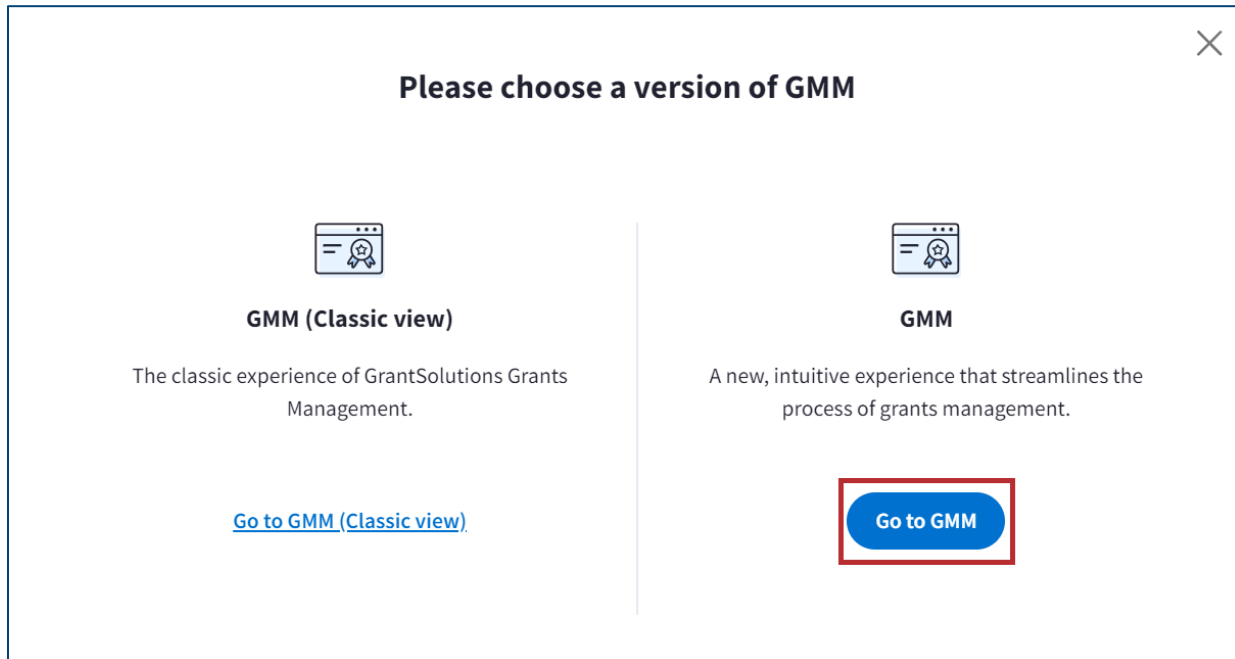 Please choose a version of GMM
GMM (Classic view)
The classic experience of GrantSolutions Grants
Management.
Go to GMM (Classic view)
GMM
A new, intuitive experience that streamlines the
process of grants management.
Go to GMM